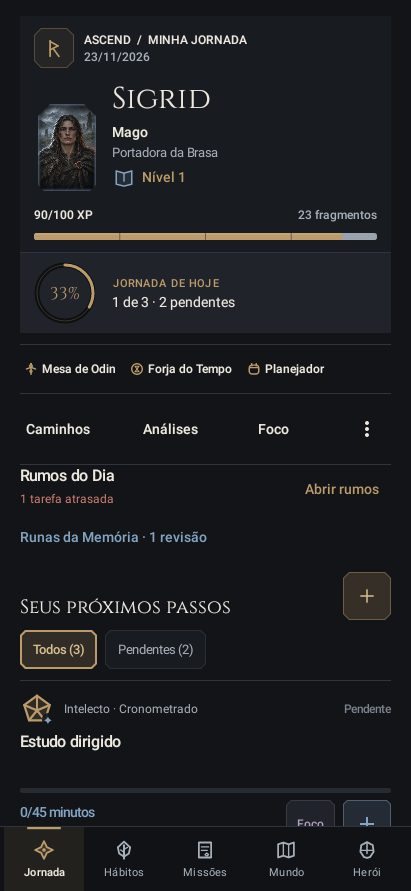 ASCEND / MINHA JORNADA
23/11/2026
Sigrid
Mago
Portadora da Brasa
Nível 1
90/100 XP
23 fragmentos
33%
JORNADA DE HOJE
1 de 3 · 2 pendentes
Mesa de Odin
Forja do Tempo
Planejador
Caminhos
Análises
Foco
Rumos do Dia
1 tarefa atrasada
Abrir rumos
Runas da Memória · 1 revisão
Seus próximos passos
Todos (3)
Pendentes (2)
Intelecto · Cronometrado
Pendente
Estudo dirigido
0/45 minutos
Foco
Jornada
Hábitos
Missões
Mundo
Herói